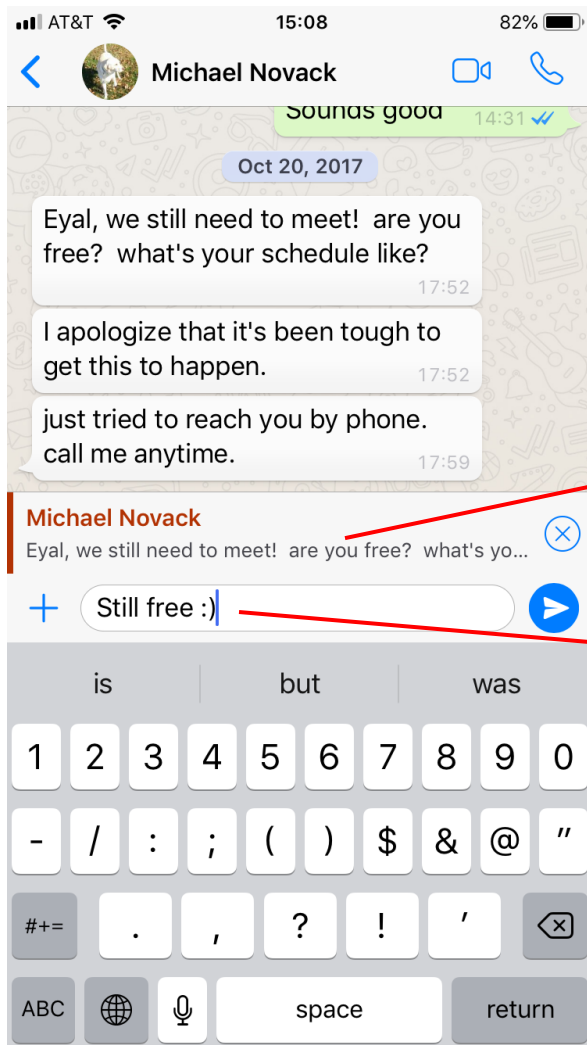 AT&T 15:08 82%
Michael Novack
Sounds good 14:31
Oct 20, 2017
Eyal, we still need to meet!  are you
free?  what's your schedule like?
17:52
I apologize that it's been tough to
get this to happen.
17:52
just tried to reach you by phone.
call me anytime.
17:59
Michael Novack
Eyal, we still need to meet!  are you free?  what's yo...
Still free :)
is but was
1 2 3 4 5 6 7 8 9 0
- / : ; ( ) $ & @ "
#+= . , ? ! '
ABC space return